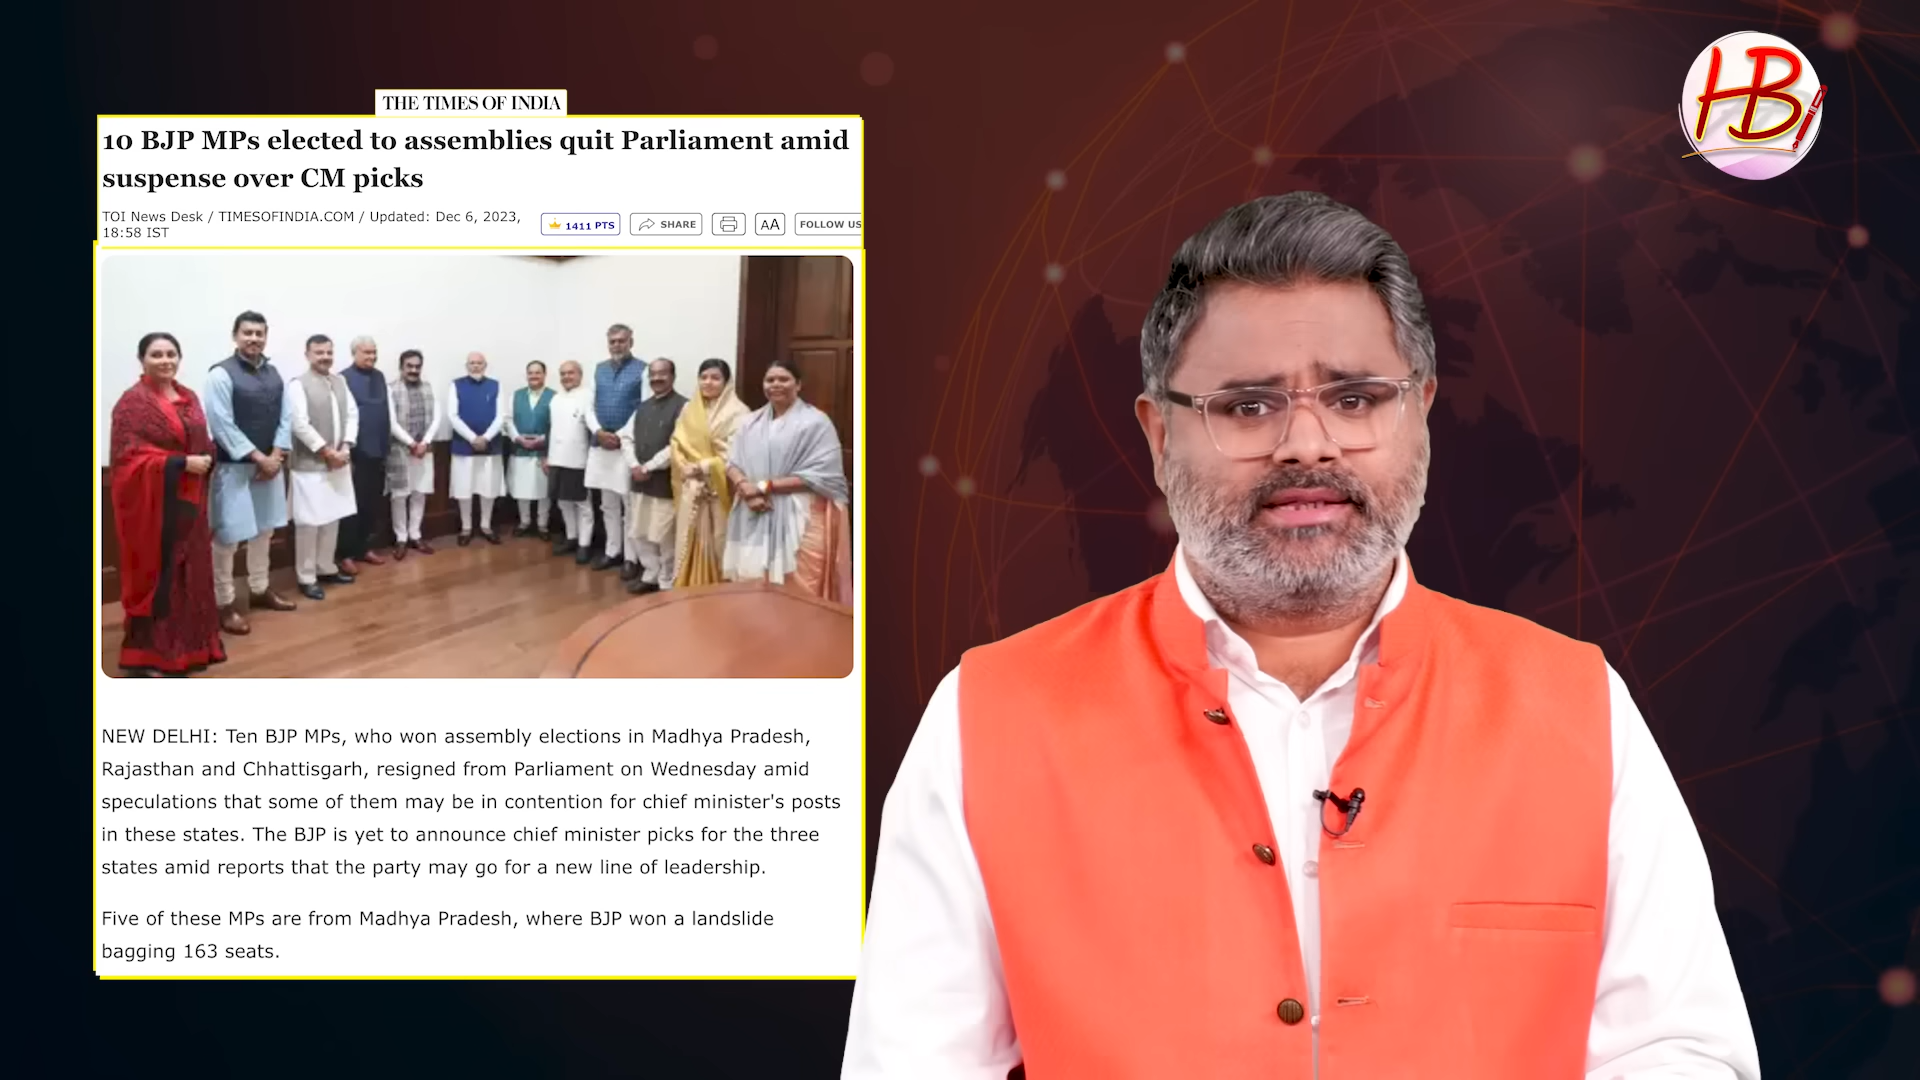 THE TIMES OF INDIA
10 BJP MPs elected to assemblies quit Parliament amid
suspense over CM picks
TOI News Desk / TIMESOFINDIA.COM / Updated: Dec 6, 2023,
18:58 IST
1411 PTS
SHARE
AA
FOLLOW US
NEW DELHI: Ten BJP MPs, who won assembly elections in Madhya Pradesh,
Rajasthan and Chhattisgarh, resigned from Parliament on Wednesday amid
speculations that some of them may be in contention for chief minister's posts
in these states. The BJP is yet to announce chief minister picks for the three
states amid reports that the party may go for a new line of leadership.
Five of these MPs are from Madhya Pradesh, where BJP won a landslide
bagging 163 seats.
HB